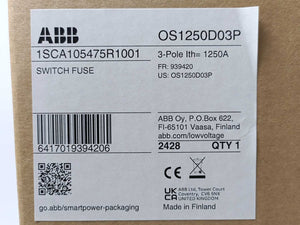 ABB
OS1250D03P
1SCA105475R1001
3-Pole Ith= 1250A
FR: 939420
US: OS1250D03P
SWITCH FUSE
ABB Oy, P.O.Box 622,
FI-65101 Vaasa, Finland
abb.com/lowvoltage
6417019394206
2428 QTY 1
UK CA
ABB Ltd, Tower Court
Coventry, CV6 5NX
UNITED KINGDOM
CE
go.abb/smartpower-packaging
Made in Finland